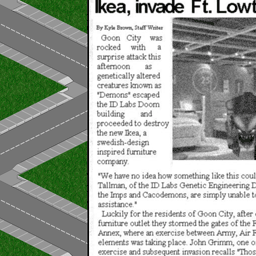 Ikea, invade Ft. Lowt
By Kyle Brown, Staff Writer
Goon City was
rocked with a
surprise attack this
afternoon as
genetically altered
creatures known as
"Demons" escaped
the ID Labs Doom
building and
proceeded to destroy
the new Ikea, a
swedish-design
inspired furniture
company.
"We have no idea how something like this coul
Tallman, of the ID Labs Genetic Engineering D
the Imps and Cacodemons, are simply unable t
assistance."
Luckily for the residents of Goon City, after
furniture outlet they stormed the gates of the F
Annex, where an exercise between Army, Air F
elements was taking place. John Grimm, one o
exercise and subsequent invasion recalls "Thos